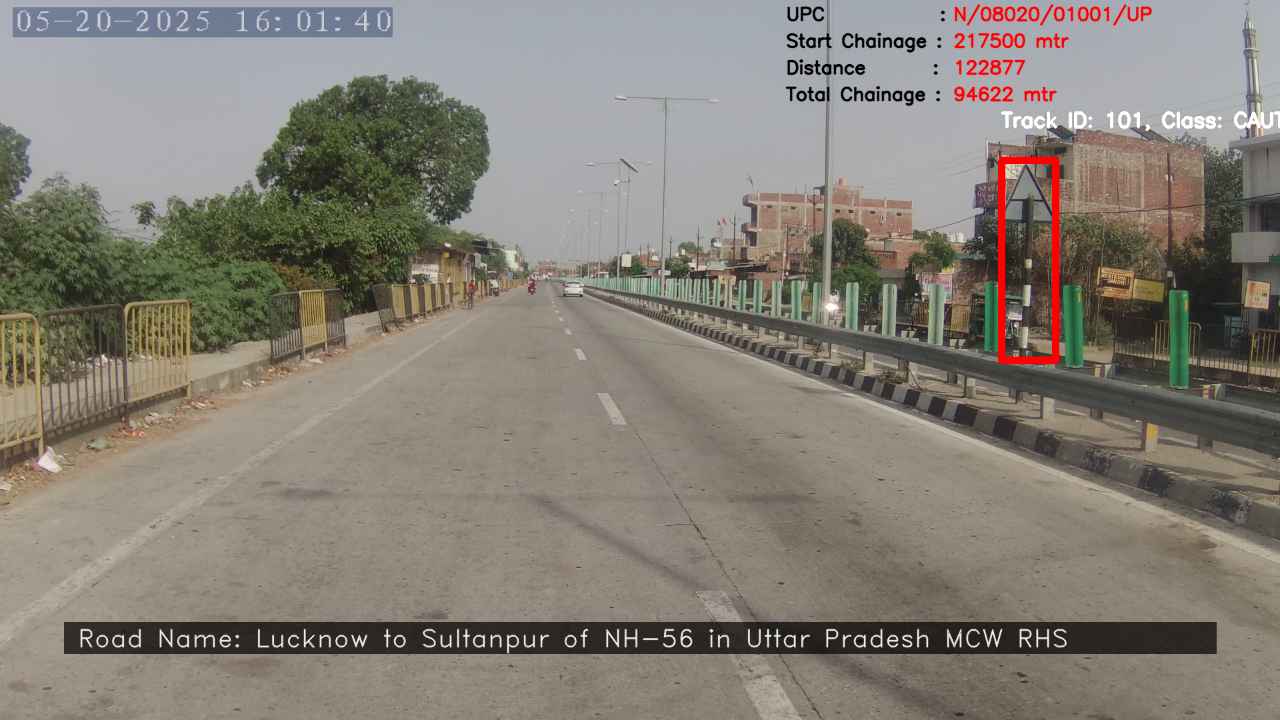 05-20-2025 16:01:40
UPC : N/08020/01001/UP
Start Chainage : 217500 mtr
Distance : 122877
Total Chainage : 94622 mtr
Track ID: 101, Class: CAUT
Road Name: Lucknow to Sultanpur of NH-56 in Uttar Pradesh MCW RHS